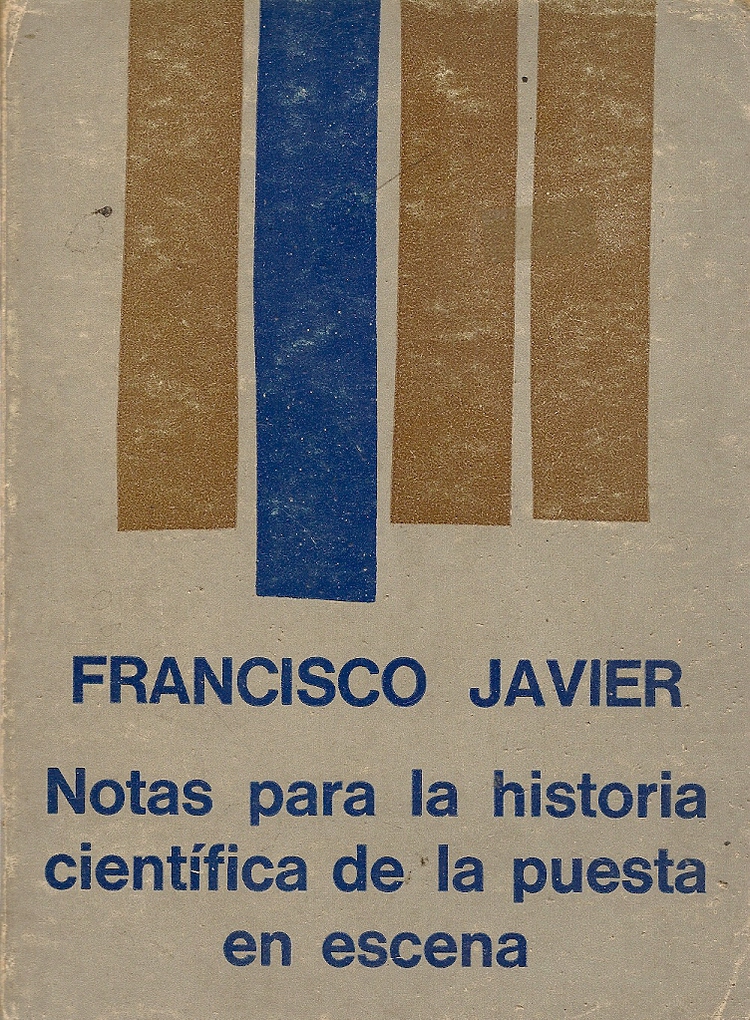 FRANCISCO JAVIER
Notas para la historia
científica de la puesta
en escena